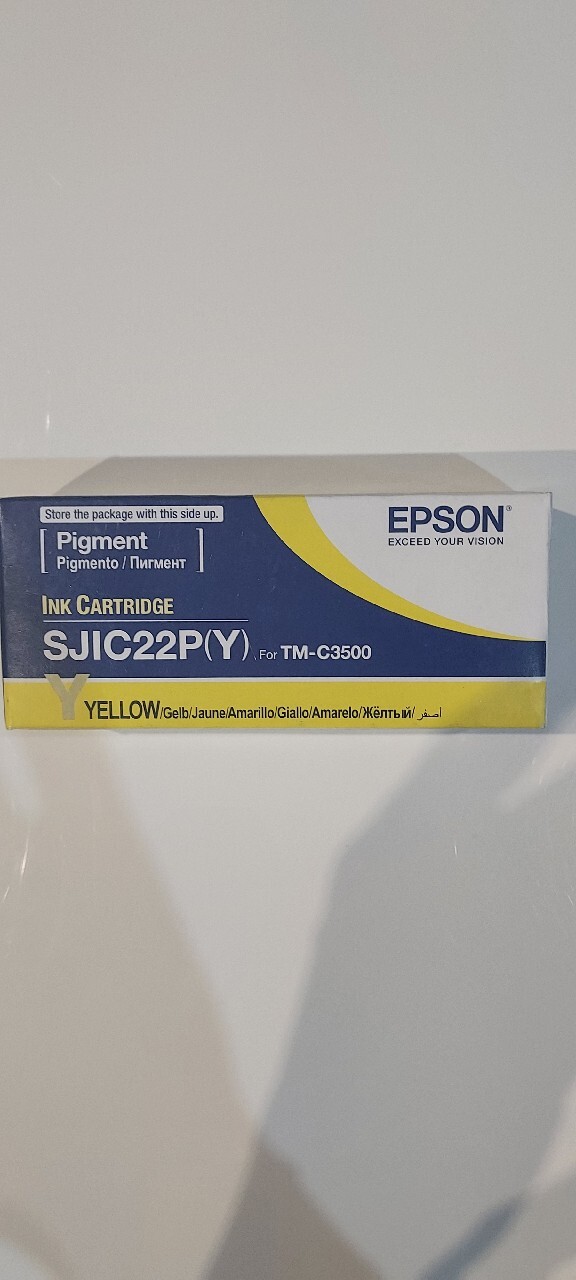 Store the package with this side up.
EPSON®
EXCEED YOUR VISION
[Pigment
Pigmento / Пигмент]
INK CARTRIDGE
SJIC22P(Y) For TM-C3500
Y YELLOW/Gelb/Jaune/Amarillo/Giallo/Amarelo/Жёлтый/ أصفر